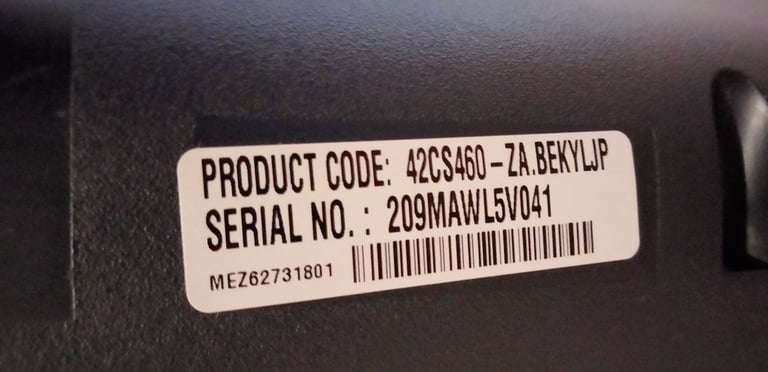 PRODUCT CODE: 42CS460-ZA.BEKYLJP
SERIAL NO. : 209MAWL5V041
MEZ62731801